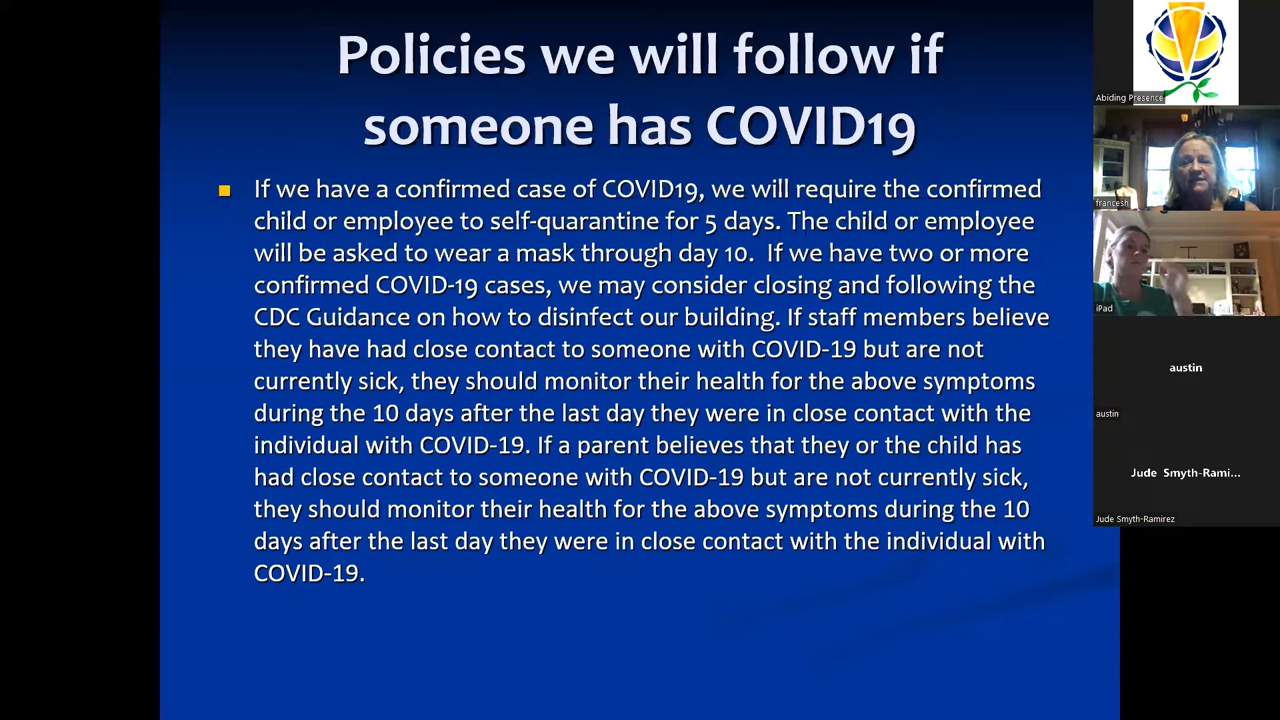 Policies we will follow if
someone has COVID19
If we have a confirmed case of COVID19, we will require the confirmed
child or employee to self-quarantine for 5 days. The child or employee
will be asked to wear a mask through day 10.  If we have two or more
confirmed COVID-19 cases, we may consider closing and following the
CDC Guidance on how to disinfect our building. If staff members believe
they have had close contact to someone with COVID-19 but are not
currently sick, they should monitor their health for the above symptoms
during the 10 days after the last day they were in close contact with the
individual with COVID-19. If a parent believes that they or the child has
had close contact to someone with COVID-19 but are not currently sick,
they should monitor their health for the above symptoms during the 10
days after the last day they were in close contact with the individual with
COVID-19.
Abiding Presence
francesh
iPad
austin
austin
Jude Smyth-Rami...
Jude Smyth-Ramirez